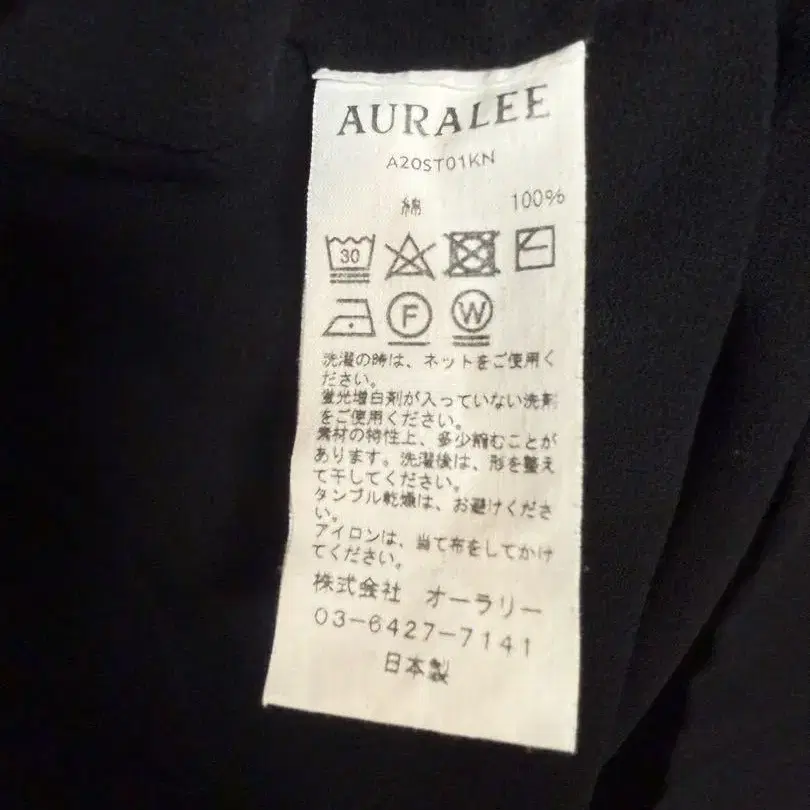 AURALEE
A20ST01KN
綿 100%
30
F W
洗濯の時は、ネットをご使用く
ださい。
蛍光増白剤が入っていない洗剤
をご使用ください。
素材の特性上、多少縮むことが
あります。洗濯後は、形を整え
て干してください。
タンブル乾燥は、お避けくださ
い。
アイロンは、当て布をしてかけ
てください。
株式会社 オーラリー
03-6427-7141
日本製